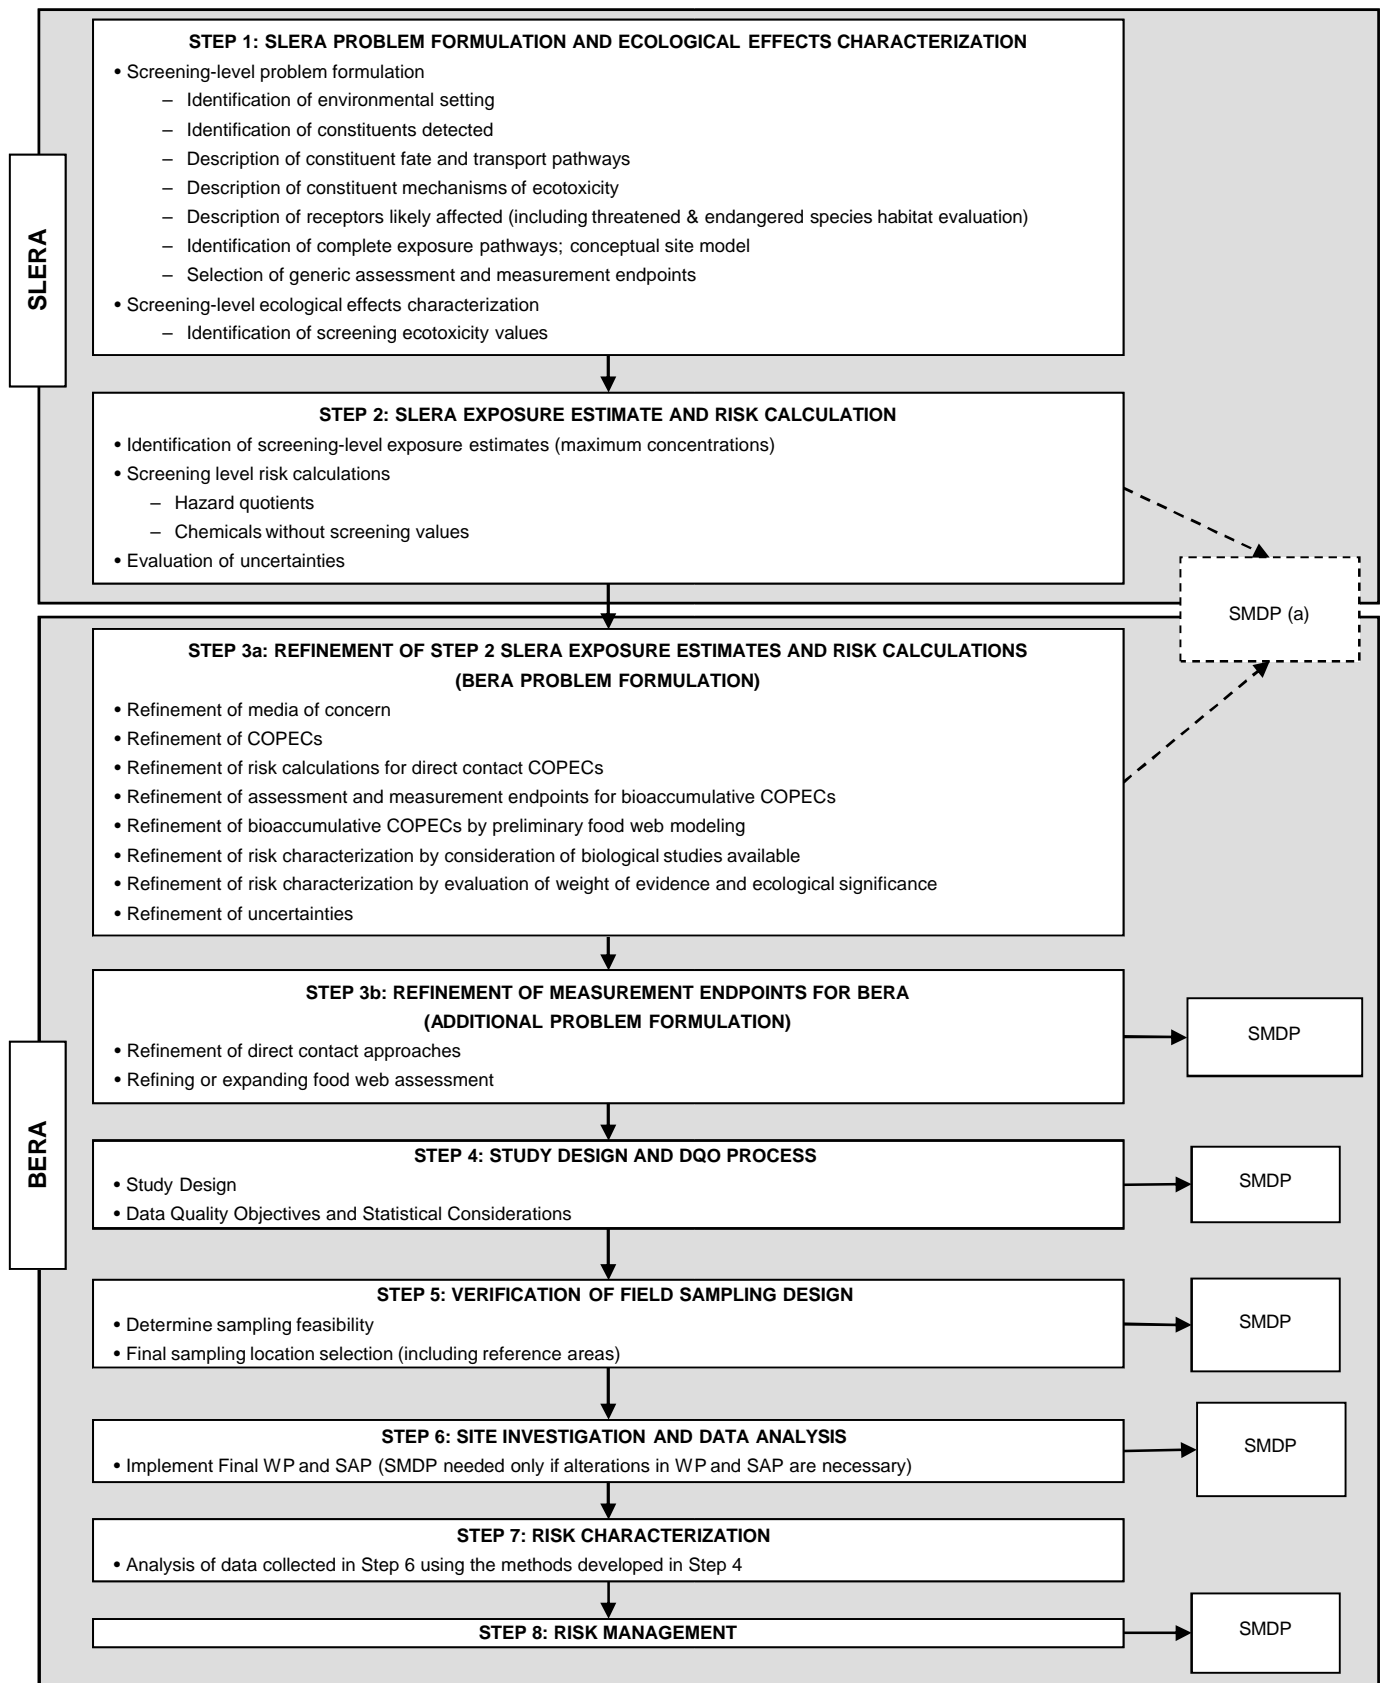 SLERA
STEP 1: SLERA PROBLEM FORMULATION AND ECOLOGICAL EFFECTS CHARACTERIZATION
• Screening-level problem formulation
– Identification of environmental setting
– Identification of constituents detected
– Description of constituent fate and transport pathways
– Description of constituent mechanisms of ecotoxicity
– Description of receptors likely affected (including threatened & endangered species habitat evaluation)
– Identification of complete exposure pathways; conceptual site model
– Selection of generic assessment and measurement endpoints
• Screening-level ecological effects characterization
– Identification of screening ecotoxicity values
STEP 2: SLERA EXPOSURE ESTIMATE AND RISK CALCULATION
• Identification of screening-level exposure estimates (maximum concentrations)
• Screening level risk calculations
– Hazard quotients
– Chemicals without screening values
• Evaluation of uncertainties
SMDP (a)
BERA
STEP 3a: REFINEMENT OF STEP 2 SLERA EXPOSURE ESTIMATES AND RISK CALCULATIONS
(BERA PROBLEM FORMULATION)
• Refinement of media of concern
• Refinement of COPECs
• Refinement of risk calculations for direct contact COPECs
• Refinement of assessment and measurement endpoints for bioaccumulative COPECs
• Refinement of bioaccumulative COPECs by preliminary food web modeling
• Refinement of risk characterization by consideration of biological studies available
• Refinement of risk characterization by evaluation of weight of evidence and ecological significance
• Refinement of uncertainties
STEP 3b: REFINEMENT OF MEASUREMENT ENDPOINTS FOR BERA
(ADDITIONAL PROBLEM FORMULATION)
• Refinement of direct contact approaches
• Refining or expanding food web assessment
SMDP
STEP 4: STUDY DESIGN AND DQO PROCESS
• Study Design
• Data Quality Objectives and Statistical Considerations
SMDP
STEP 5: VERIFICATION OF FIELD SAMPLING DESIGN
• Determine sampling feasibility
• Final sampling location selection (including reference areas)
SMDP
STEP 6: SITE INVESTIGATION AND DATA ANALYSIS
• Implement Final WP and SAP (SMDP needed only if alterations in WP and SAP are necessary)
SMDP
STEP 7: RISK CHARACTERIZATION
• Analysis of data collected in Step 6 using the methods developed in Step 4
STEP 8: RISK MANAGEMENT
SMDP